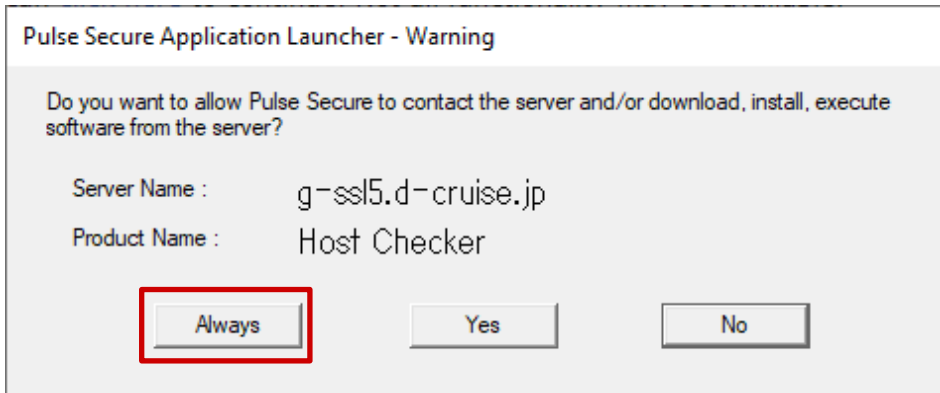 Pulse Secure Application Launcher - Warning
Do you want to allow Pulse Secure to contact the server and/or download, install, execute
software from the server?
Server Name :
g-ssl5.d-cruise.jp
Product Name :
Host Checker
Always
Yes
No